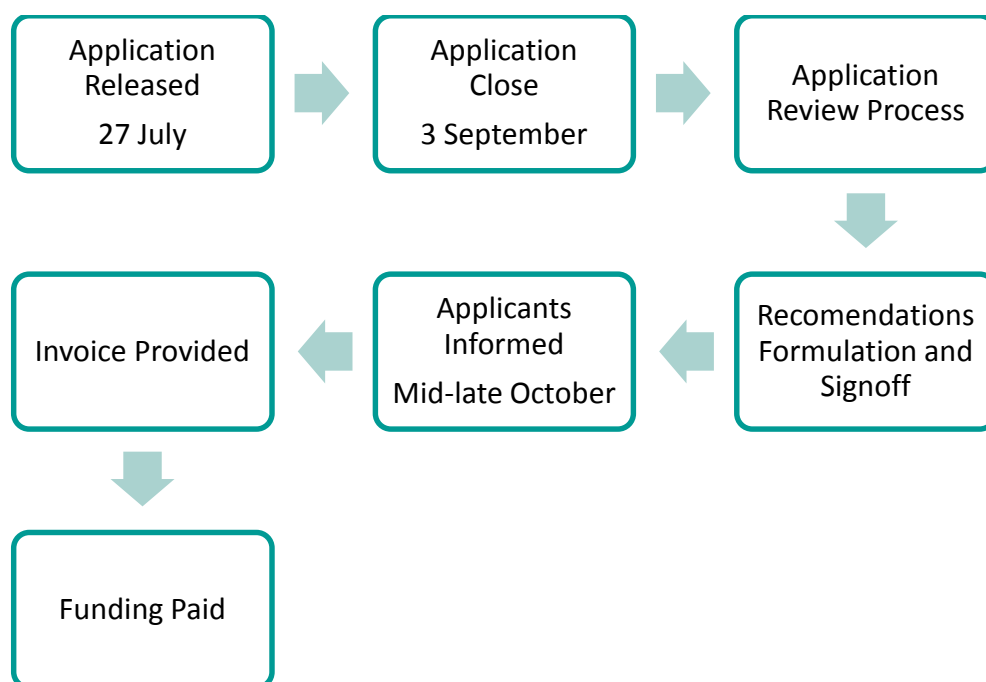 Application
Released
27 July
Application
Close
3 September
Application
Review Process
Recomendations
Formulation and
Signoff
Applicants
Informed
Mid-late October
Invoice Provided
Funding Paid